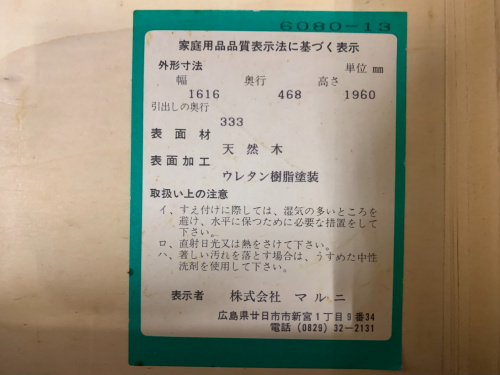 6080-13
家庭用品品質表示法に基づく表示
外形寸法 単位 mm
幅 奥行 高さ
1616 468 1960
引出しの奥行
333
表面材
天然木
表面加工
ウレタン樹脂塗装
取扱い上の注意
イ、すえ付けに際しては、湿気の多いところを
避け、水平に保つために必要な措置をして
下さい。
ロ、直射日光又は熱をさけて下さい。
ハ、著しい汚れを落とす場合は、うすめた中性
洗剤を使用して下さい。
表示者 株式会社 マルニ
広島県廿日市市新宮1丁目9番34
電話 (0829) 32-2131